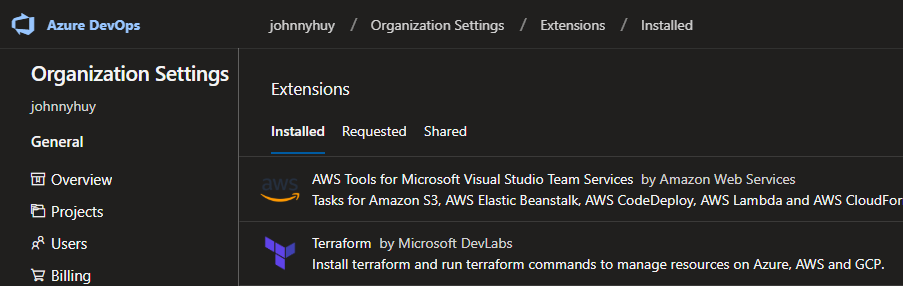 Azure DevOps
johnnyhuy / Organization Settings / Extensions / Installed
Organization Settings
johnnyhuy
General
Overview
Projects
Users
Billing
Extensions
Installed Requested Shared
aws
AWS Tools for Microsoft Visual Studio Team Services by Amazon Web Services
Tasks for Amazon S3, AWS Elastic Beanstalk, AWS CodeDeploy, AWS Lambda and AWS CloudFor
Terraform by Microsoft DevLabs
Install terraform and run terraform commands to manage resources on Azure, AWS and GCP.